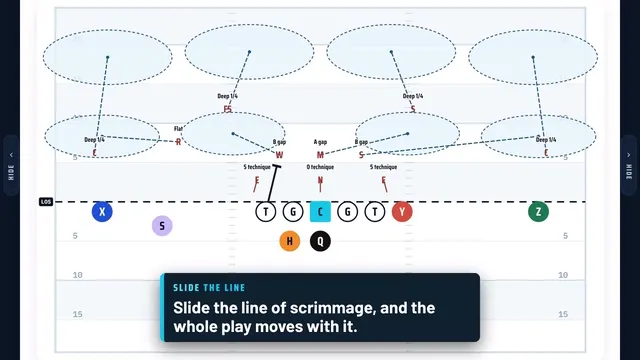 Deep 1/4
Deep 1/4
FS
S
Flat
R
B gap
A gap
B gap
Deep 1/4
Deep 1/4
C
W
M
S
C
5
5
5 technique
0 technique
5 technique
E
N
E
HIDE
HIDE
LOS
X
T
G
C
G
T
Y
Z
S
H
Q
5
5
10
10
15
15
SLIDE THE LINE
Slide the line of scrimmage, and the
whole play moves with it.